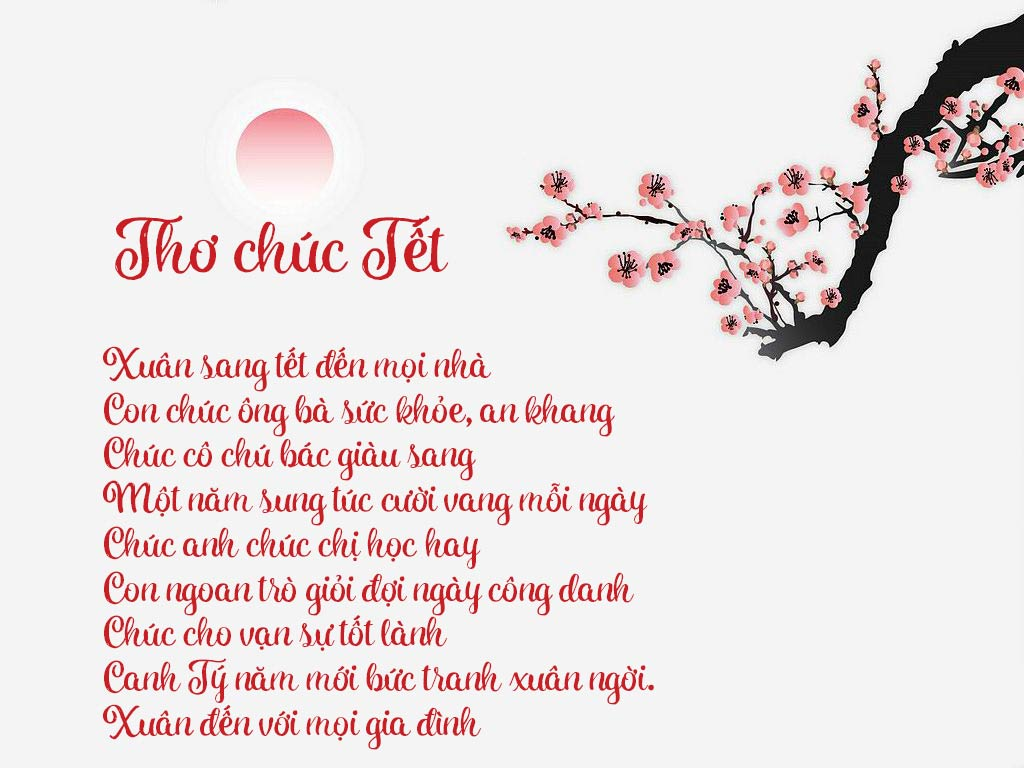 Thơ chúc Tết
Xuân sang tết đến mọi nhà
Con chúc ông bà sức khỏe, an khang
Chúc cô chú bác giàu sang
Một năm sung túc cười vang mỗi ngày
Chúc anh chúc chị học hay
Con ngoan trò giỏi đợi ngày công danh
Chúc cho vạn sự tốt lành
Canh Tý năm mới bức tranh xuân ngời.
Xuân đến với mọi gia đình